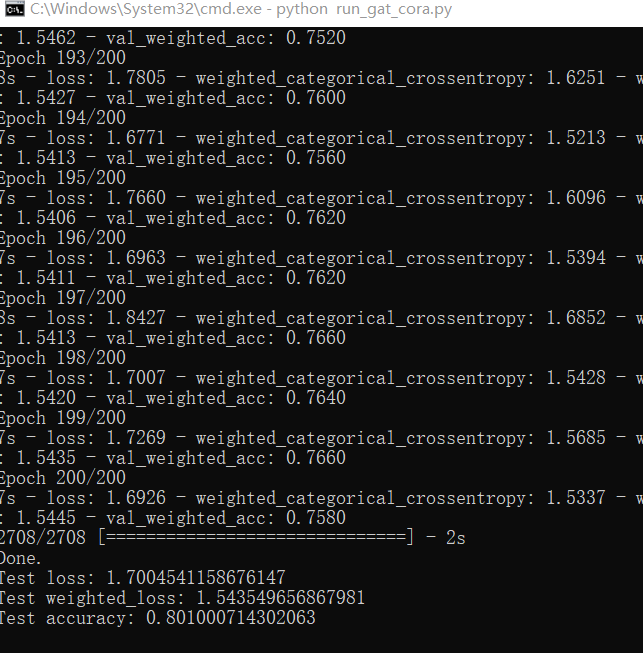 C:\Windows\System32\cmd.exe - python run_gat_cora.py
: 1.5462 - val_weighted_acc: 0.7520
Epoch 193/200
8s - loss: 1.7805 - weighted_categorical_crossentropy: 1.6251 - w
: 1.5427 - val_weighted_acc: 0.7600
Epoch 194/200
7s - loss: 1.6771 - weighted_categorical_crossentropy: 1.5213 - w
: 1.5413 - val_weighted_acc: 0.7560
Epoch 195/200
7s - loss: 1.7660 - weighted_categorical_crossentropy: 1.6096 - w
: 1.5406 - val_weighted_acc: 0.7620
Epoch 196/200
7s - loss: 1.6963 - weighted_categorical_crossentropy: 1.5394 - w
: 1.5411 - val_weighted_acc: 0.7620
Epoch 197/200
8s - loss: 1.8427 - weighted_categorical_crossentropy: 1.6852 - w
: 1.5413 - val_weighted_acc: 0.7660
Epoch 198/200
7s - loss: 1.7007 - weighted_categorical_crossentropy: 1.5428 - w
: 1.5420 - val_weighted_acc: 0.7640
Epoch 199/200
7s - loss: 1.7269 - weighted_categorical_crossentropy: 1.5685 - w
: 1.5435 - val_weighted_acc: 0.7660
Epoch 200/200
7s - loss: 1.6926 - weighted_categorical_crossentropy: 1.5337 - w
: 1.5445 - val_weighted_acc: 0.7580
2708/2708 [==============================] - 2s
Done.
Test loss: 1.7004541158676147
Test weighted_loss: 1.543549656867981
Test accuracy: 0.801000714302063